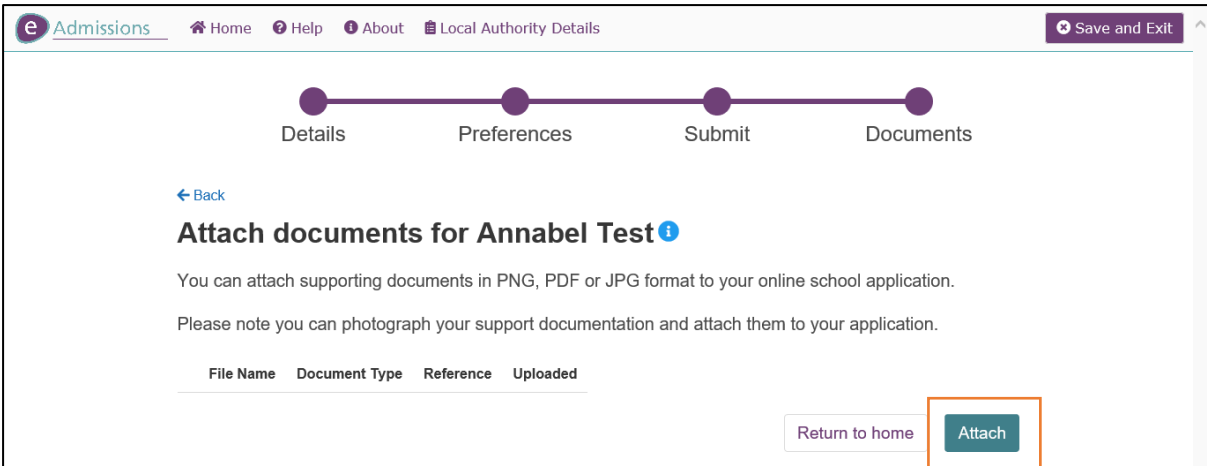 e Admissions Home Help About Local Authority Details Save and Exit
Details Preferences Submit Documents
Back
Attach documents for Annabel Test
You can attach supporting documents in PNG, PDF or JPG format to your online school application.
Please note you can photograph your support documentation and attach them to your application.
File Name Document Type Reference Uploaded
Return to home Attach